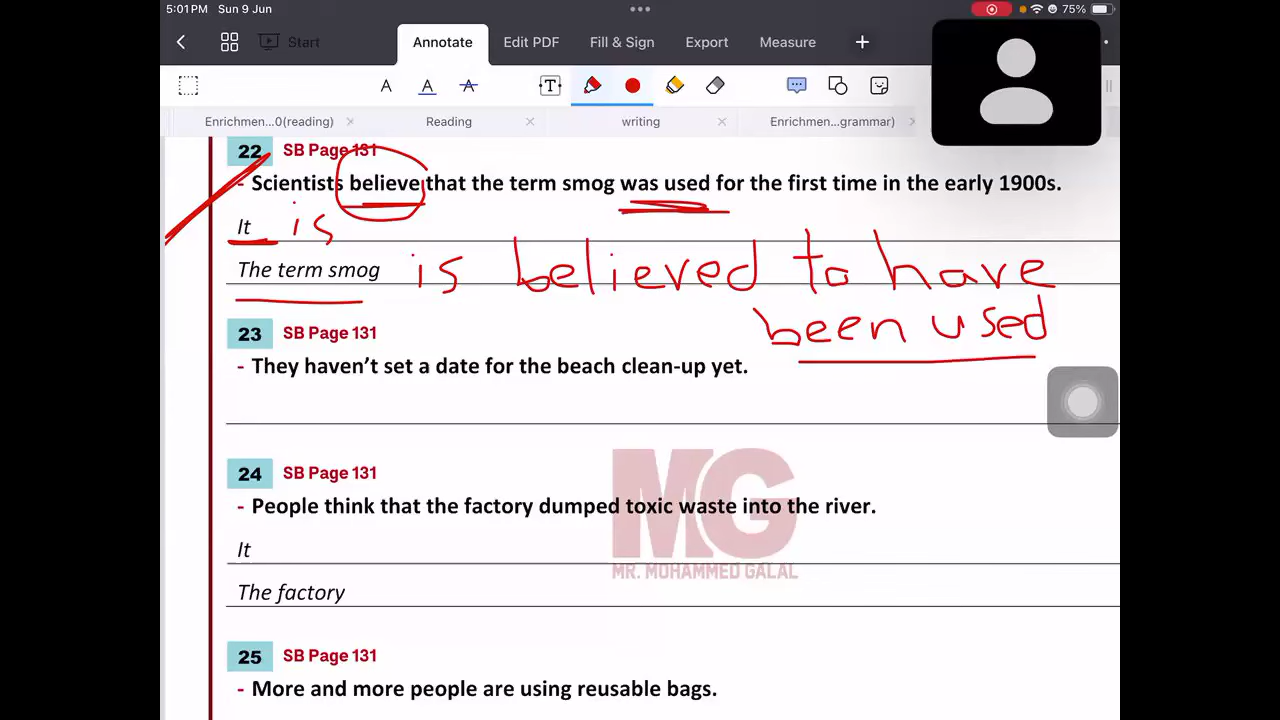 5:01 PM Sun 9 Jun 75%
Start Annotate Edit PDF Fill & Sign Export Measure
Enrichmen...0(reading) Reading writing Enrichmen...grammar)
22 SB Page 131
- Scientists believe that the term smog was used for the first time in the early 1900s.
It is
The term smog is believed to have
been used
23 SB Page 131
- They haven't set a date for the beach clean-up yet.
24 SB Page 131
- People think that the factory dumped toxic waste into the river.
It
The factory
MG
MR. MOHAMMED GALAL
25 SB Page 131
- More and more people are using reusable bags.